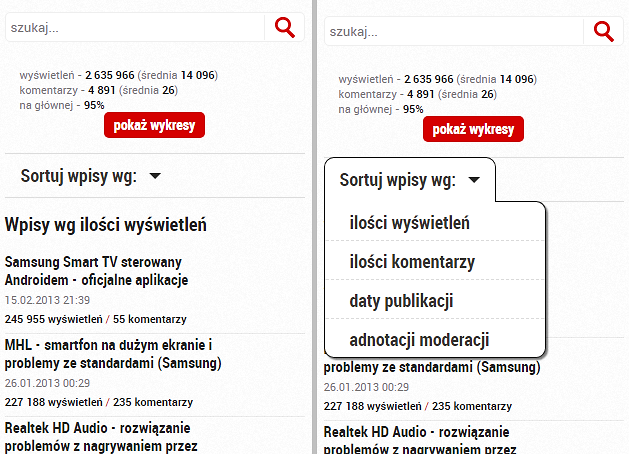 szukaj...
wyświetleń - 2 635 966 (średnia 14 096)
komentarzy - 4 891 (średnia 26)
na głównej - 95%
pokaż wykresy
Sortuj wpisy wg:
Wpisy wg ilości wyświetleń
Samsung Smart TV sterowany
Androidem - oficjalne aplikacje
15.02.2013 21:39
245 955 wyświetleń / 55 komentarzy
MHL - smartfon na dużym ekranie i
problemy ze standardami (Samsung)
26.01.2013 00:29
227 188 wyświetleń / 235 komentarzy
Realtek HD Audio - rozwiązanie
problemów z nagrywaniem przez
szukaj...
wyświetleń - 2 635 966 (średnia 14 096)
komentarzy - 4 891 (średnia 26)
na głównej - 95%
pokaż wykresy
Sortuj wpisy wg:
ilości wyświetleń
ilości komentarzy
daty publikacji
adnotacji moderacji
problemy ze standardami (Samsung)
26.01.2013 00:29
227 188 wyświetleń / 235 komentarzy
Realtek HD Audio - rozwiązanie
problemów z nagrywaniem przez